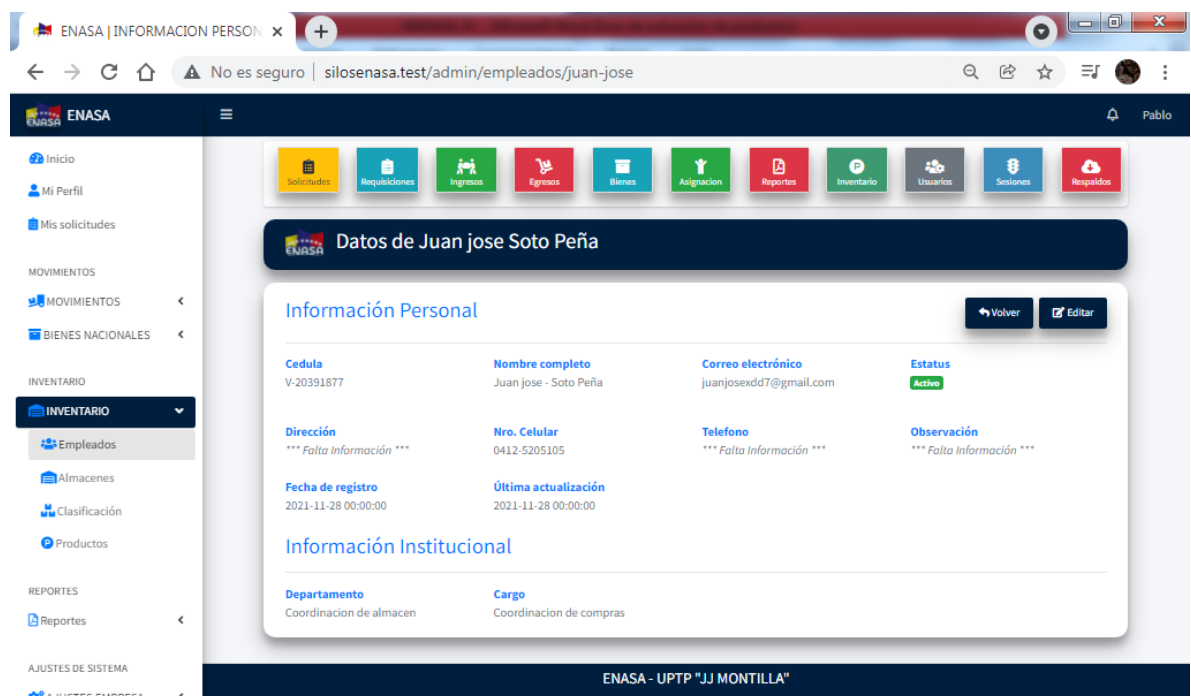 ENASA | INFORMACION PERSON
No es seguro | silosenasa.test/admin/empleados/juan-jose
ENASA ENASA
Pablo
Inicio
Mi Perfil
Mis solicitudes
MOVIMIENTOS
MOVIMIENTOS
BIENES NACIONALES
INVENTARIO
INVENTARIO
Empleados
Almacenes
Clasificación
Productos
REPORTES
Reportes
AJUSTES DE SISTEMA
Solicitudes Requisiciones Ingresos Egresos Bienes Asignacion Reportes Inventario Usuarios Sesiones Respaldos
ENASA Datos de Juan jose Soto Peña
Información Personal
Volver Editar
Cedula Nombre completo Correo electrónico Estatus
V-20391877 Juan jose - Soto Peña juanjosexdd7@gmail.com Activo
Dirección Nro. Celular Telefono Observación
*** Falta Información *** 0412-5205105 *** Falta Información *** *** Falta Información ***
Fecha de registro Última actualización
2021-11-28 00:00:00 2021-11-28 00:00:00
Información Institucional
Departamento Cargo
Coordinacion de almacen Coordinacion de compras
ENASA - UPTP "JJ MONTILLA"